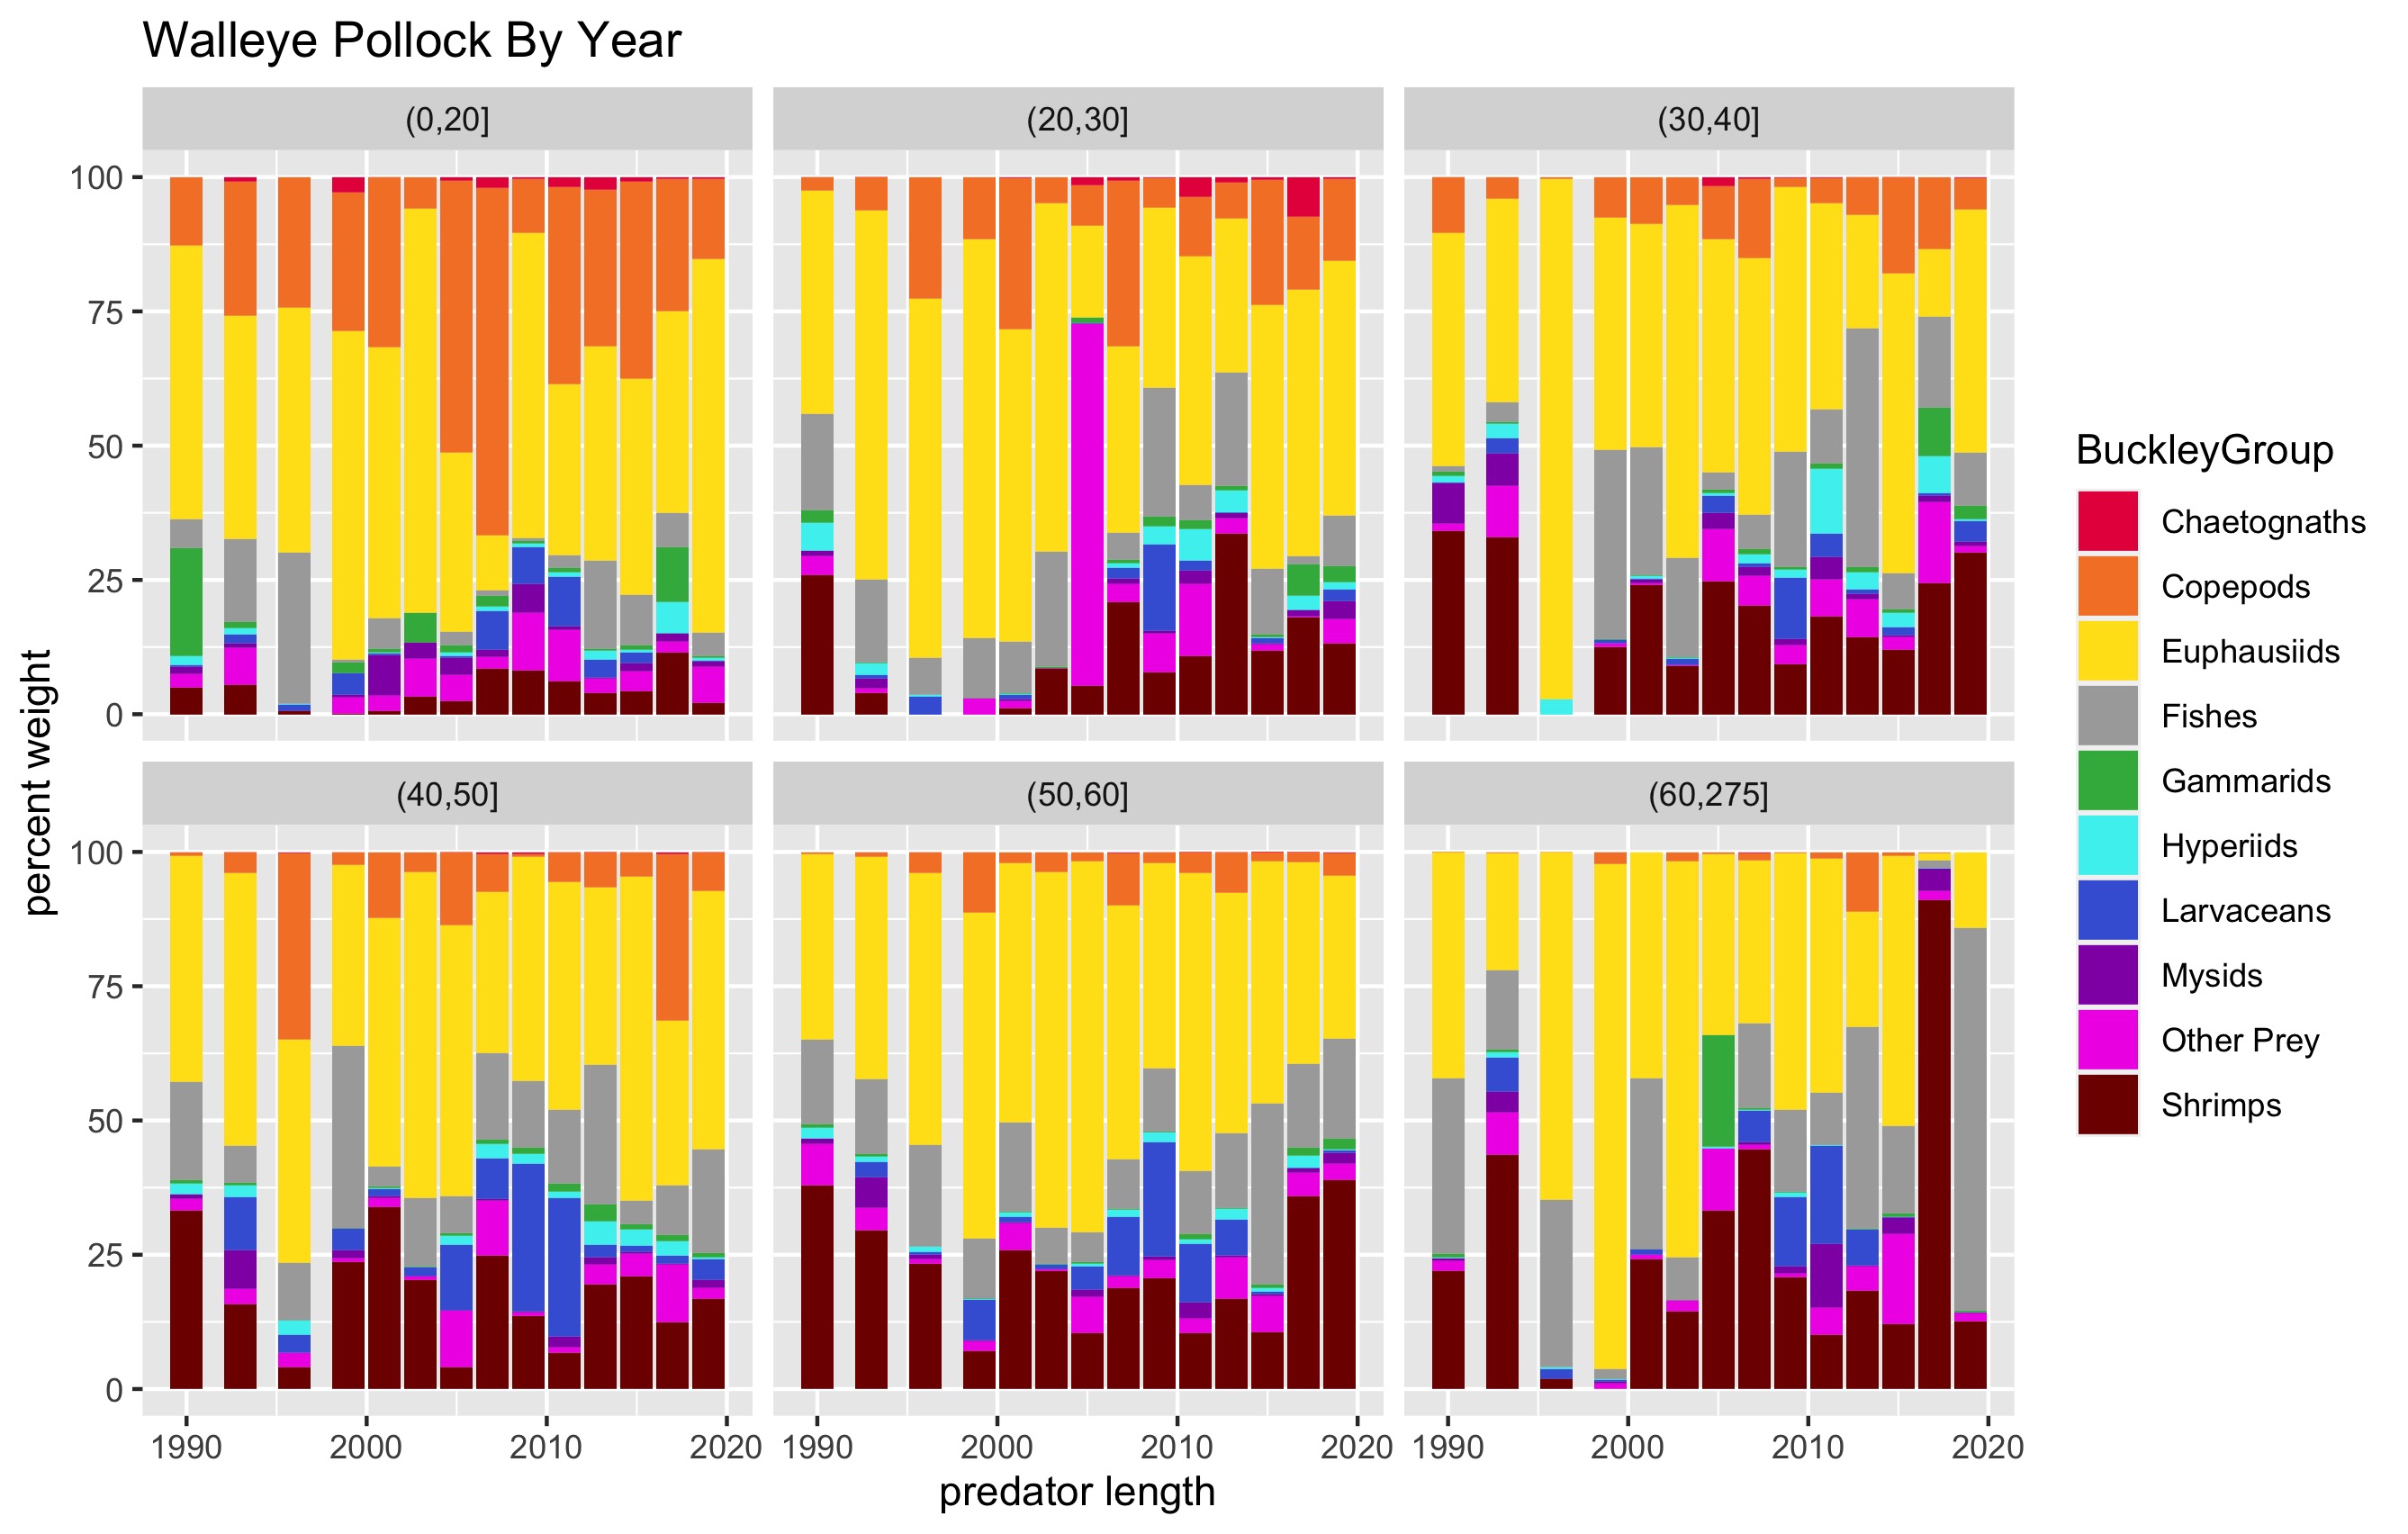 Walleye Pollock By Year
(0,20]
(20,30]
(30,40]
100
75
50
25
0
(40,50]
(50,60]
(60,275]
100
75
50
25
0
1990 2000 2010 2020 1990 2000 2010 2020 1990 2000 2010 2020
predator length
percent weight
BuckleyGroup
Chaetognaths
Copepods
Euphausiids
Fishes
Gammarids
Hyperiids
Larvaceans
Mysids
Other Prey
Shrimps